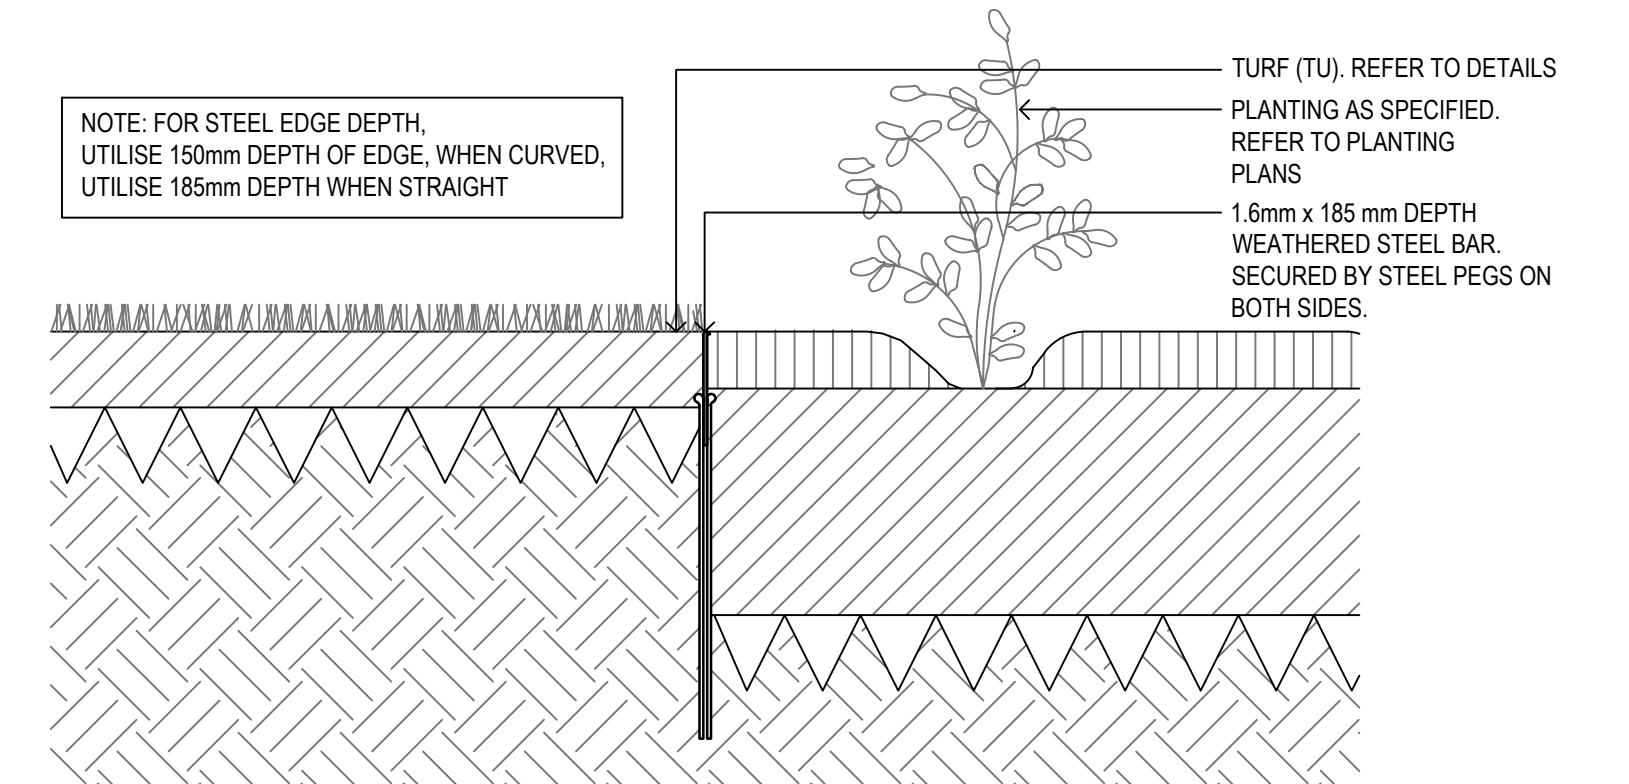 NOTE: FOR STEEL EDGE DEPTH,
UTILISE 150mm DEPTH OF EDGE, WHEN CURVED,
UTILISE 185mm DEPTH WHEN STRAIGHT
TURF (TU). REFER TO DETAILS
PLANTING AS SPECIFIED.
REFER TO PLANTING
PLANS
1.6mm x 185 mm DEPTH
WEATHERED STEEL BAR.
SECURED BY STEEL PEGS ON
BOTH SIDES.